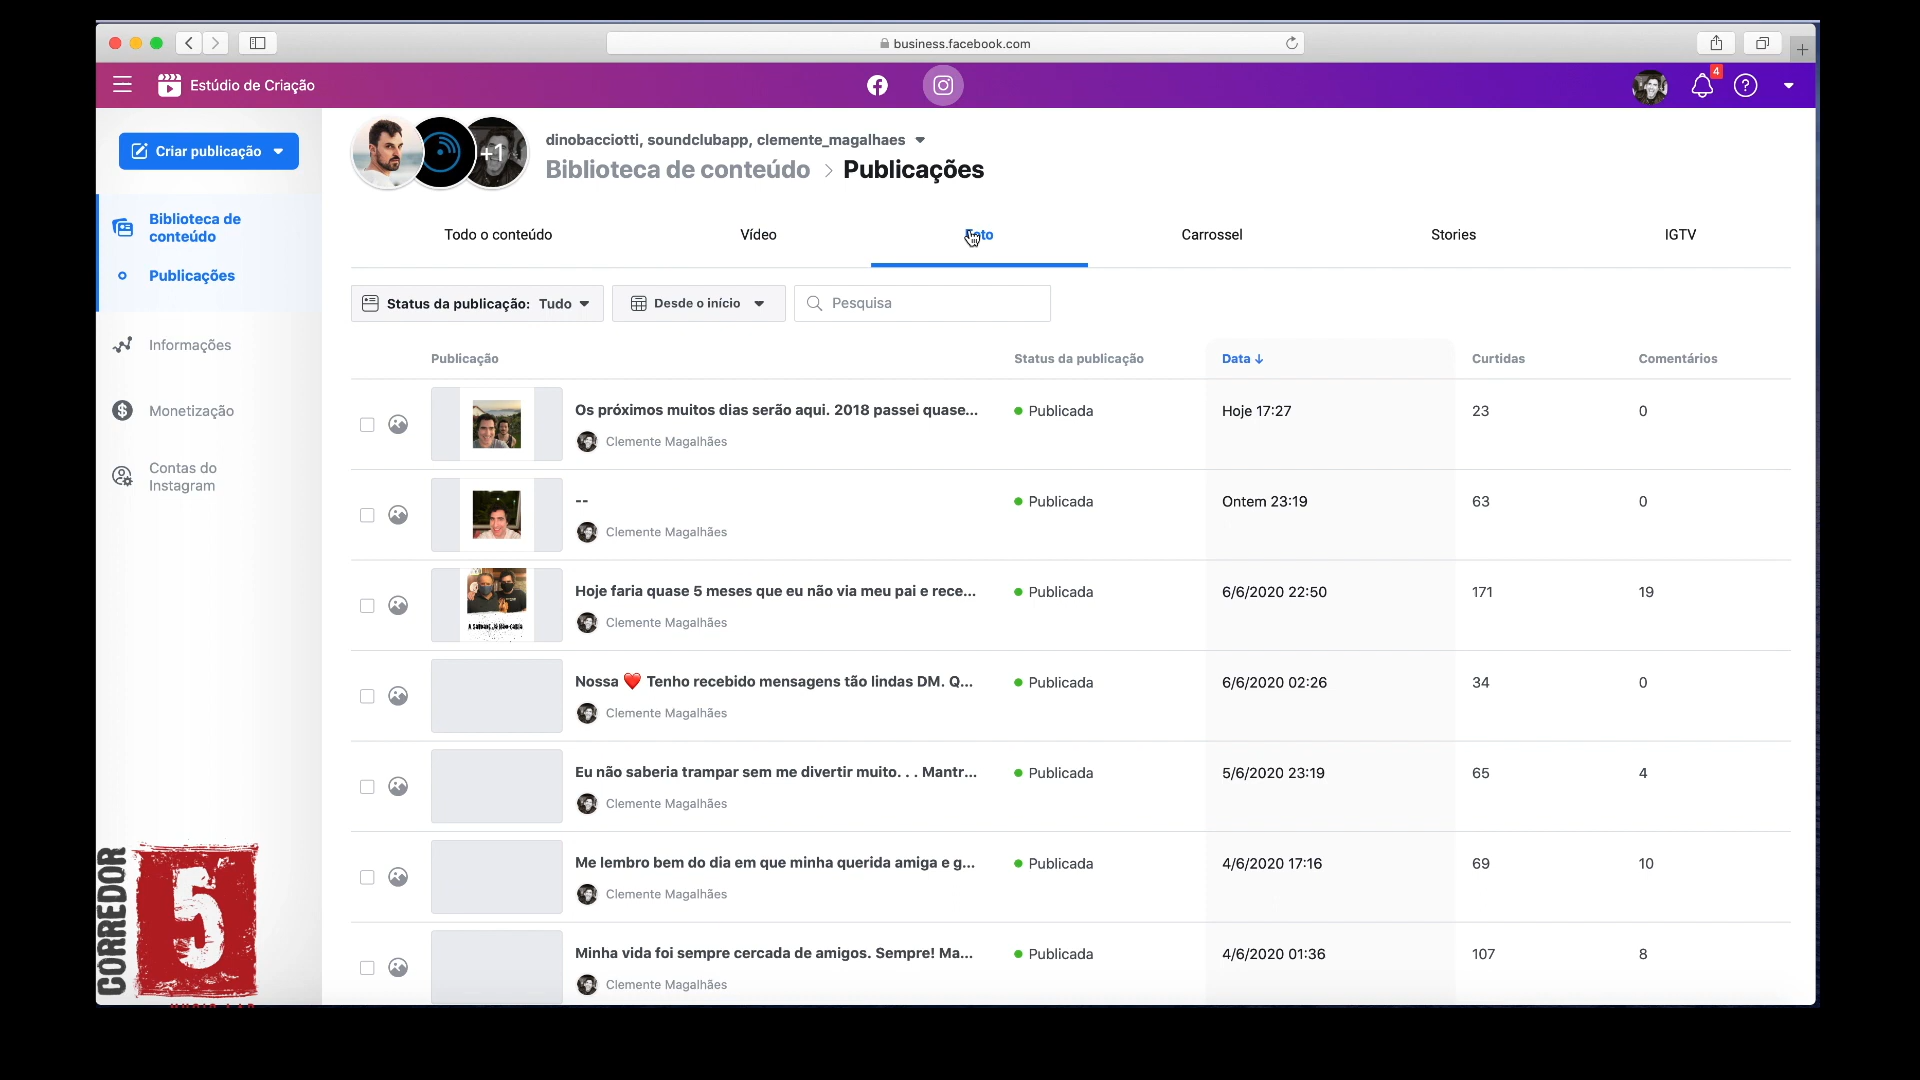 business.facebook.com
Estúdio de Criação
4
Criar publicação
+1
dinobacciotti, soundclubapp, clemente_magalhaes
Biblioteca de conteúdo > Publicações
Biblioteca de
conteúdo
Publicações
Informações
Monetização
Contas do
Instagram
Todo o conteúdo
Vídeo
Foto
Carrossel
Stories
IGTV
Status da publicação: Tudo
Desde o início
Pesquisa
Publicação
Status da publicação
Data ↓
Curtidas
Comentários
Os próximos muitos dias serão aqui. 2018 passei quase...
Publicada
Hoje 17:27
23
0
Clemente Magalhães
--
Publicada
Ontem 23:19
63
0
Clemente Magalhães
Hoje faria quase 5 meses que eu não via meu pai e rece...
Publicada
6/6/2020 22:50
171
19
Clemente Magalhães
Nossa ❤️ Tenho recebido mensagens tão lindas DM. Q...
Publicada
6/6/2020 02:26
34
0
Clemente Magalhães
Eu não saberia trampar sem me divertir muito. . . Mantr...
Publicada
5/6/2020 23:19
65
4
Clemente Magalhães
Me lembro bem do dia em que minha querida amiga e g...
Publicada
4/6/2020 17:16
69
10
Clemente Magalhães
Minha vida foi sempre cercada de amigos. Sempre! Ma...
Publicada
4/6/2020 01:36
107
8
Clemente Magalhães
CORREDOR
5